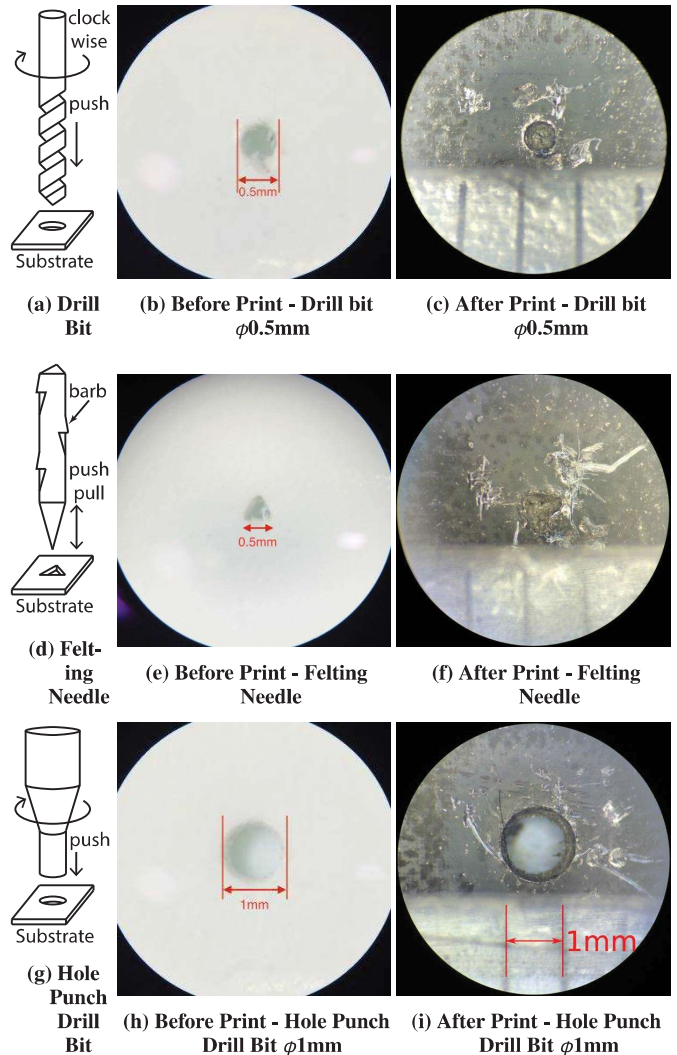 clock
wise
push
Substrate
0.5mm
(a) Drill
Bit
(b) Before Print - Drill bit
φ0.5mm
(c) After Print - Drill bit
φ0.5mm
barb
push
pull
Substrate
0.5mm
(d) Felt-
ing
Needle
(e) Before Print - Felting
Needle
(f) After Print - Felting
Needle
push
Substrate
1mm
1mm
(g) Hole
Punch
Drill
Bit
(h) Before Print - Hole Punch
Drill Bit φ1mm
(i) After Print - Hole Punch
Drill Bit φ1mm